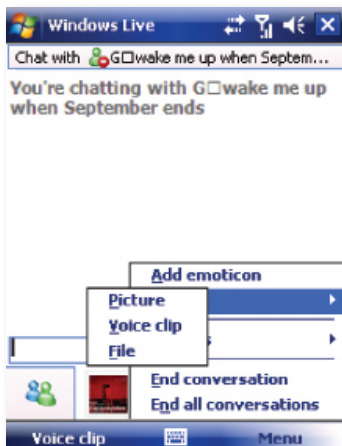 Windows Live
Chat with G□wake me up when Septem...
You're chatting with G□wake me up
when September ends
Add emoticon
Picture
Voice clip
File
s
End conversation
End all conversations
Voice clip
Menu